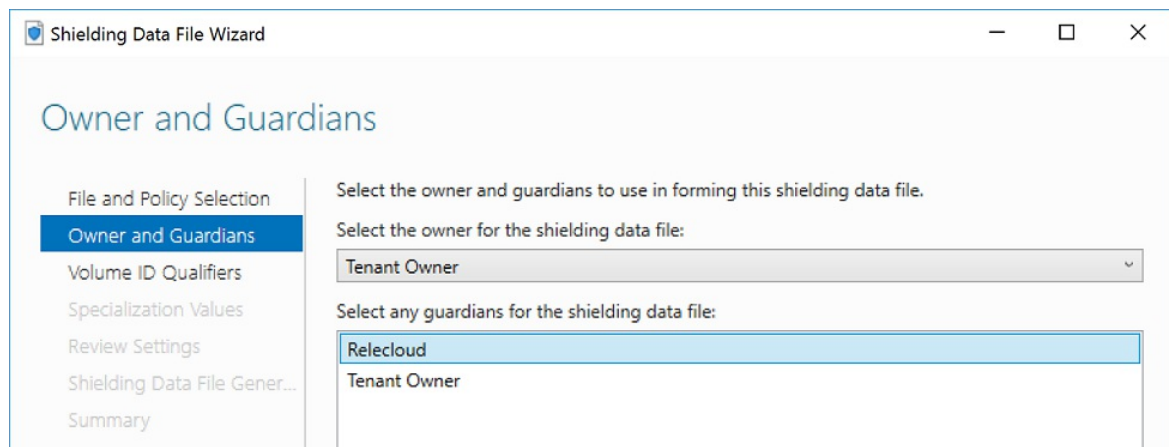 Shielding Data File Wizard
Owner and Guardians
File and Policy Selection
Owner and Guardians
Volume ID Qualifiers
Specialization Values
Review Settings
Shielding Data File Gener...
Summary
Select the owner and guardians to use in forming this shielding data file.
Select the owner for the shielding data file:
Tenant Owner
Select any guardians for the shielding data file:
Relecloud
Tenant Owner